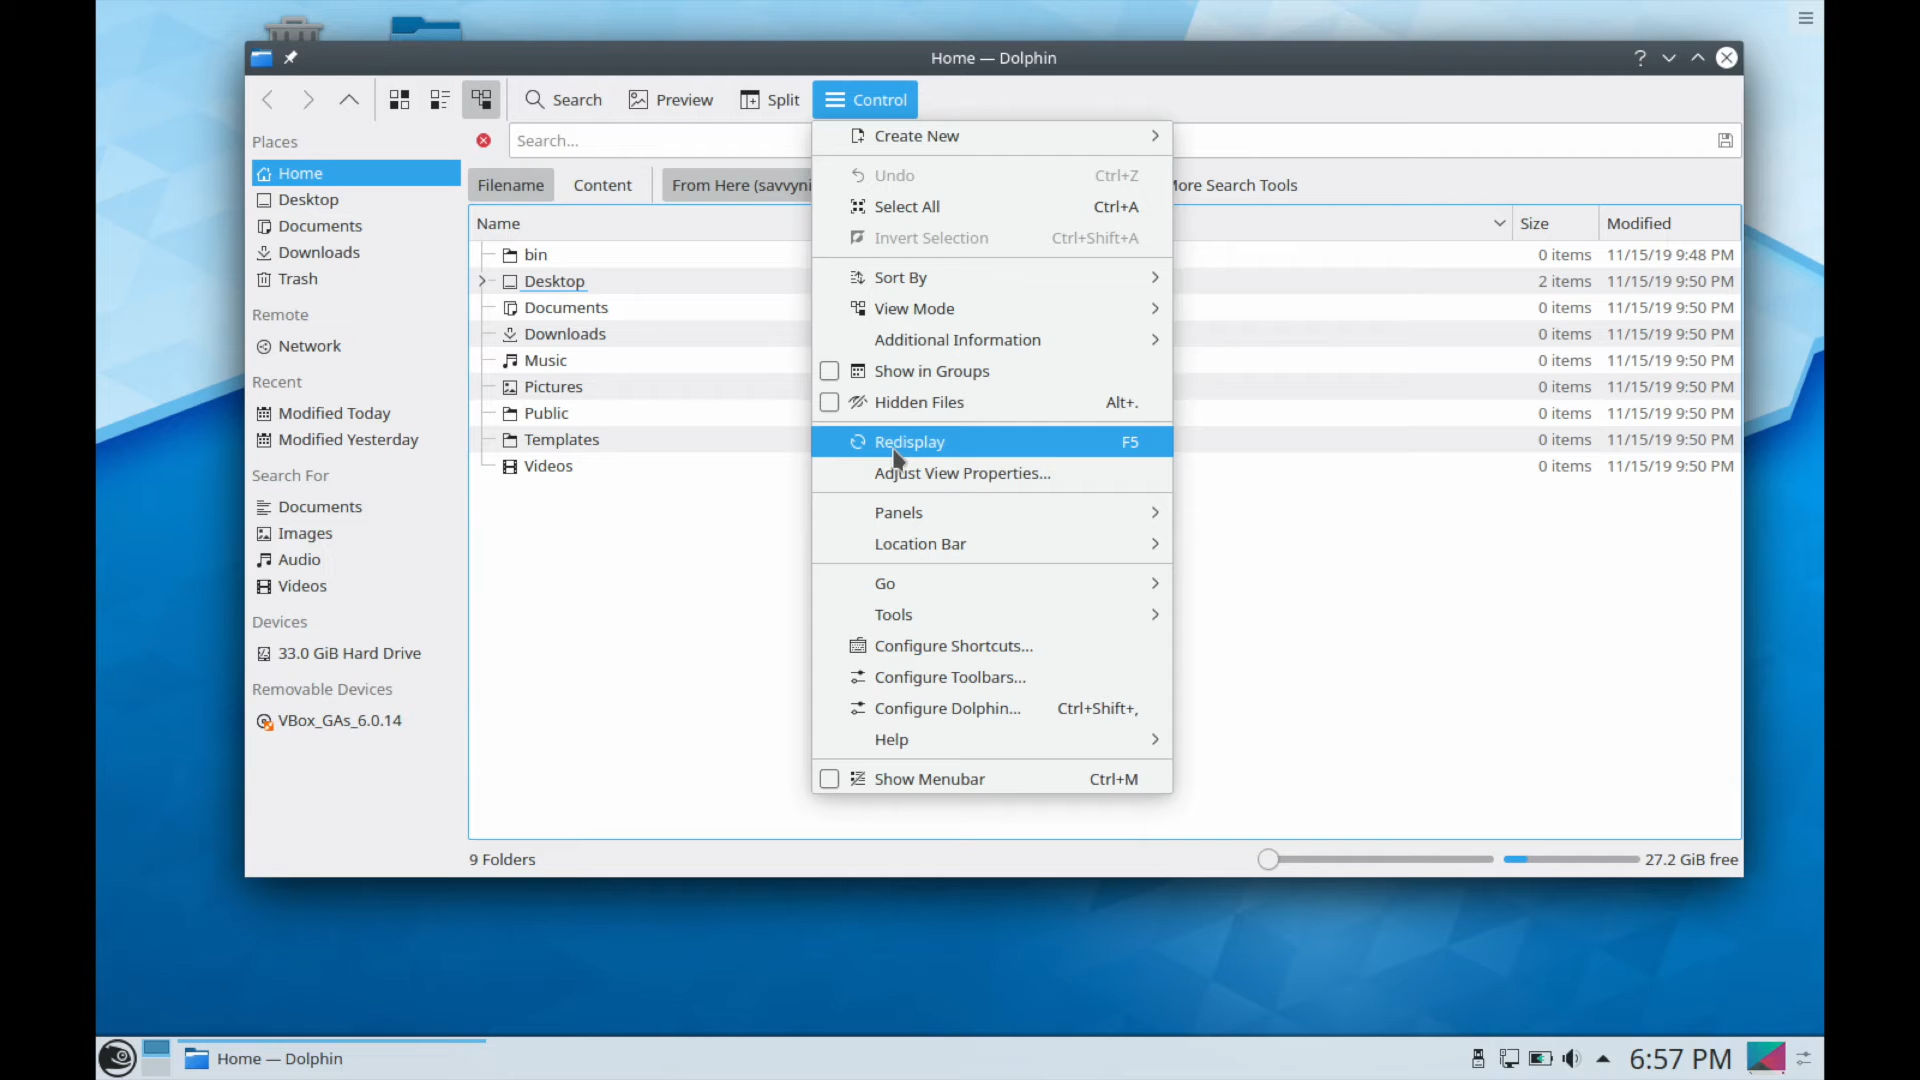 Home — Dolphin
Search
Preview
Split
Control
Places
Home
Desktop
Documents
Downloads
Trash
Remote
Network
Recent
Modified Today
Modified Yesterday
Search For
Documents
Images
Audio
Videos
Devices
33.0 GiB Hard Drive
Removable Devices
VBox_GAs_6.0.14
Search...
Filename
Content
From Here (savvyni
ore Search Tools
Name
Size
Modified
bin
0 items 11/15/19 9:48 PM
Desktop
2 items 11/15/19 9:50 PM
Documents
0 items 11/15/19 9:50 PM
Downloads
0 items 11/15/19 9:50 PM
Music
0 items 11/15/19 9:50 PM
Pictures
0 items 11/15/19 9:50 PM
Public
0 items 11/15/19 9:50 PM
Templates
0 items 11/15/19 9:50 PM
Videos
0 items 11/15/19 9:50 PM
Create New
Undo Ctrl+Z
Select All Ctrl+A
Invert Selection Ctrl+Shift+A
Sort By
View Mode
Additional Information
Show in Groups
Hidden Files Alt+.
Redisplay F5
Adjust View Properties...
Panels
Location Bar
Go
Tools
Configure Shortcuts...
Configure Toolbars...
Configure Dolphin... Ctrl+Shift+,
Help
Show Menubar Ctrl+M
9 Folders
27.2 GiB free
Home — Dolphin
6:57 PM